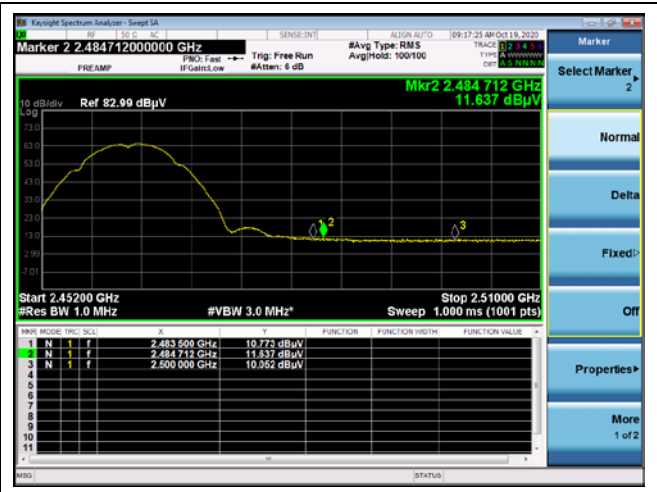 Keysight Spectrum Analyzer - Swept SA
RF 50 Ω AC SENSE:INT ALIGN AUTO 09:17:25 AM Oct 19, 2020
Marker 2 2.484712000000 GHz
PREAMP
PNO: Fast
IFGain:Low
Trig: Free Run
#Atten: 6 dB
#Avg Type: RMS
Avg|Hold: 100/100
TRACE 1 2 3 4 5 6
TYPE A W W W W W
DET A S N N N N
Mkr2 2.484 712 GHz
11.637 dBµV
10 dB/div Ref 82.99 dBµV
Log
73.0
63.0
53.0
43.0
33.0
23.0
13.0
2.99
-7.01
1 2
3
Start 2.45200 GHz Stop 2.51000 GHz
#Res BW 1.0 MHz #VBW 3.0 MHz* Sweep 1.000 ms (1001 pts)
MKR MODE TRC SCL X Y FUNCTION FUNCTION WIDTH FUNCTION VALUE
1 N 1 f 2.483 500 GHz 10.773 dBuV
2 N 1 f 2.484 712 GHz 11.637 dBuV
3 N 1 f 2.500 000 GHz 10.052 dBuV
4
5
6
7
8
9
10
11
MSG STATUS
Marker
Select Marker
2
Normal
Delta
Fixed
Off
Properties
More
1 of 2